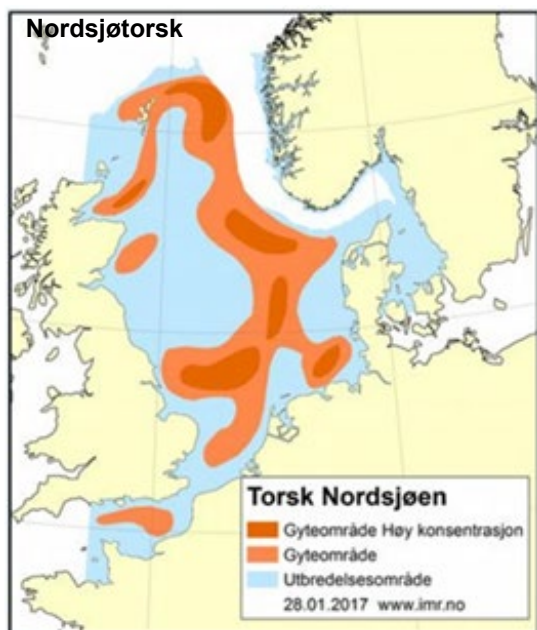 Nordsjøtorsk
Torsk Nordsjøen
Gyteområde Høy konsentrasjon
Gyteområde
Utbredelsesområde
28.01.2017 www.imr.no